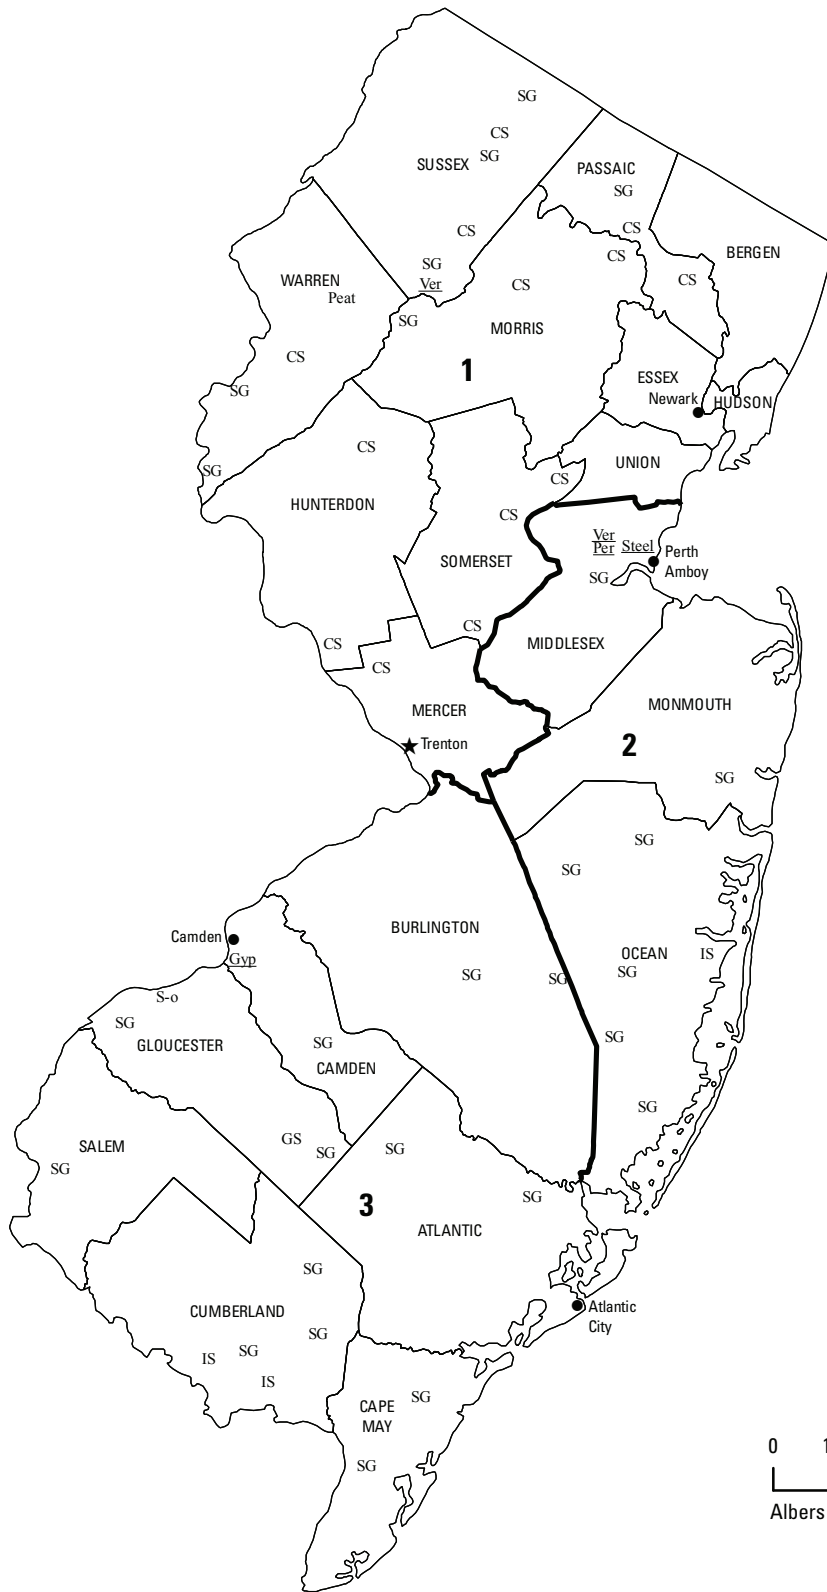 SG
CS
SUSSEX
SG
PASSAIC
SG
CS
CS
BERGEN
CS
SG
Ver
WARREN
Peat
CS
CS
SG
MORRIS
1
CS
SG
ESSEX
Newark
HUDSON
CS
SG
UNION
CS
HUNTERDON
CS
Ver
Per
Steel
Perth
Amboy
SOMERSET
SG
CS
CS
MIDDLESEX
CS
MERCER
MONMOUTH
Trenton
2
SG
SG
SG
BURLINGTON
Camden
Gyp
OCEAN
IS
SG
SG
SG
S-o
SG
GLOUCESTER
SG
CAMDEN
SG
SG
GS
SG
SG
SALEM
SG
3
SG
ATLANTIC
SG
CUMBERLAND
Atlantic
City
SG
IS
SG
IS
SG
CAPE
MAY
SG
0 1
Albers